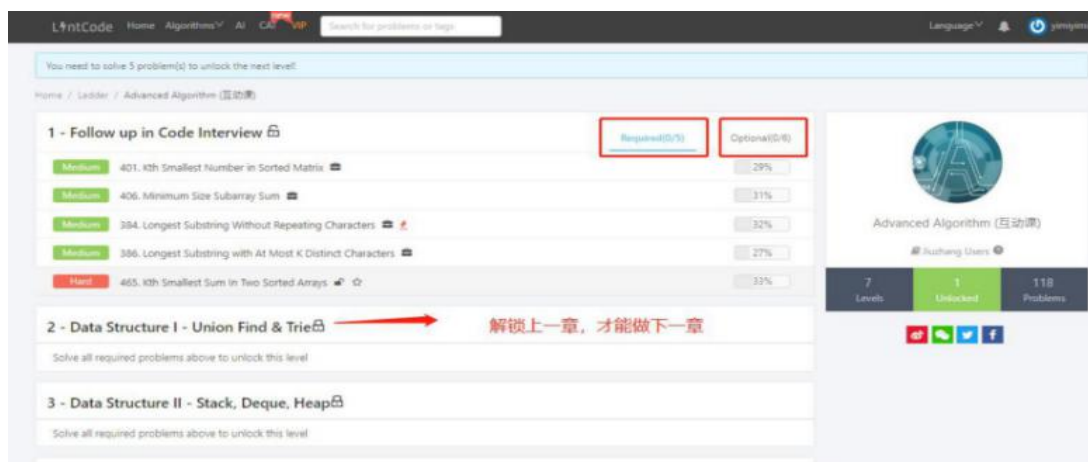 LintCode Home Algorithms AI CAT NEW VIP Search for problems or tags Language yimiyimi
You need to solve 5 problem(s) to unlock the next level!
Home / Ladder / Advanced Algorithm (互动课)
1 - Follow up in Code Interview Required(0/5) Optional(0/8)
Medium 401. Kth Smallest Number in Sorted Matrix 29%
Medium 406. Minimum Size Subarray Sum 31%
Medium 384. Longest Substring Without Repeating Characters 32%
Medium 386. Longest Substring with At Most K Distinct Characters 27%
Hard 465. Kth Smallest Sum In Two Sorted Arrays 33%
2 - Data Structure I - Union Find & Trie 解锁上一章，才能做下一章
Solve all required problems above to unlock this level
3 - Data Structure II - Stack, Deque, Heap
Solve all required problems above to unlock this level
Advanced Algorithm (互动课)
Jiuzhang Users
7 1 118
Levels Unlocked Problems